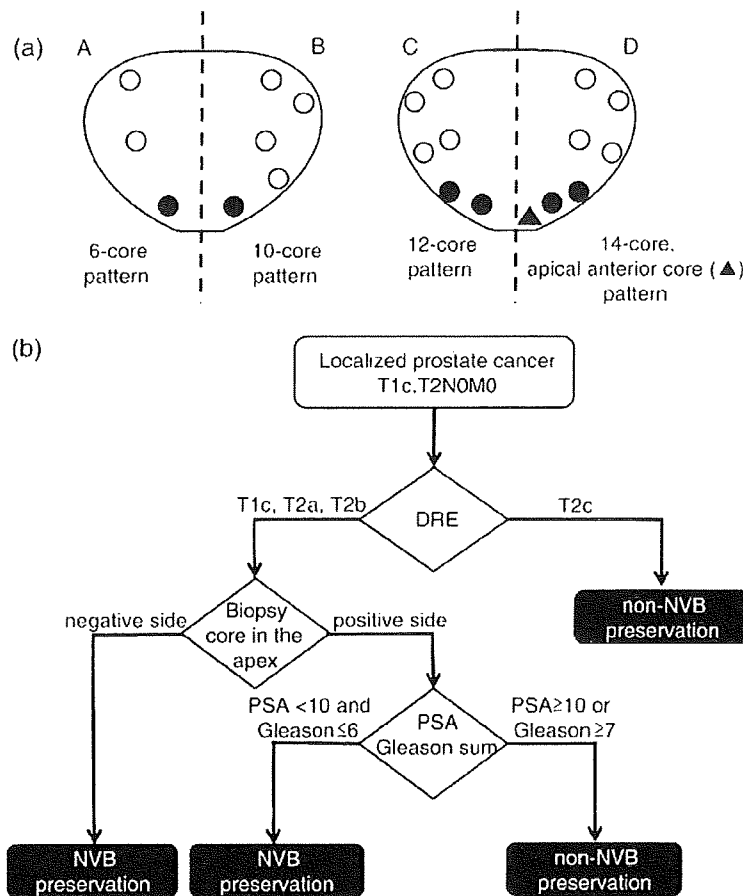 (a)
A
B
C
D
6-core
pattern
10-core
pattern
12-core
pattern
14-core,
apical anterior core (▲)
pattern
(b)
Localized prostate cancer
T1c.T2N0M0
DRE
T1c, T2a, T2b
T2c
non-NVB
preservation
Biopsy
core in the
apex
negative side
positive side
PSA <10 and
Gleason≤6
PSA
Gleason sum
PSA≥10 or
Gleason≥7
NVB
preservation
NVB
preservation
non-NVB
preservation